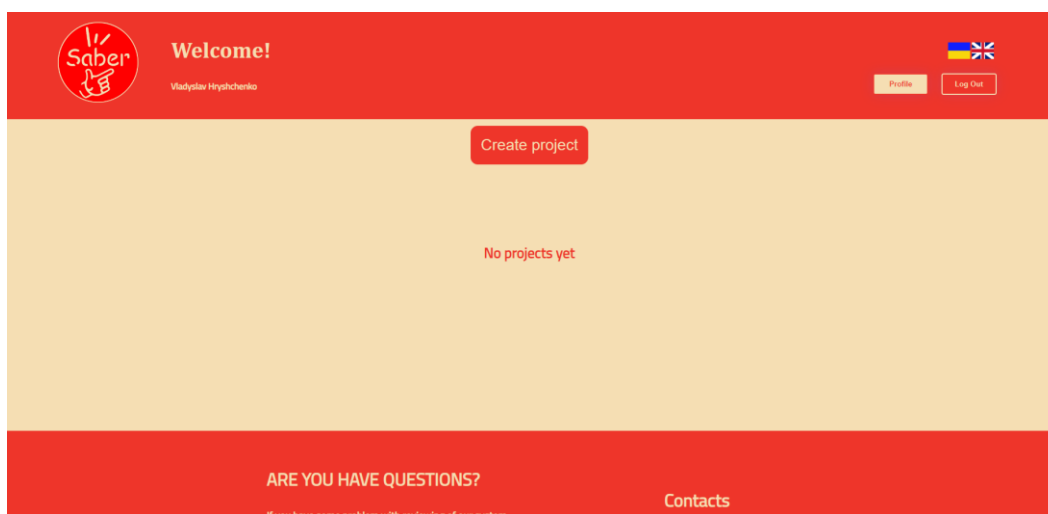 Saber
Welcome!
Vladyslav Hryshchenko
Profile
Log Out
Create project
No projects yet
ARE YOU HAVE QUESTIONS?
Contacts